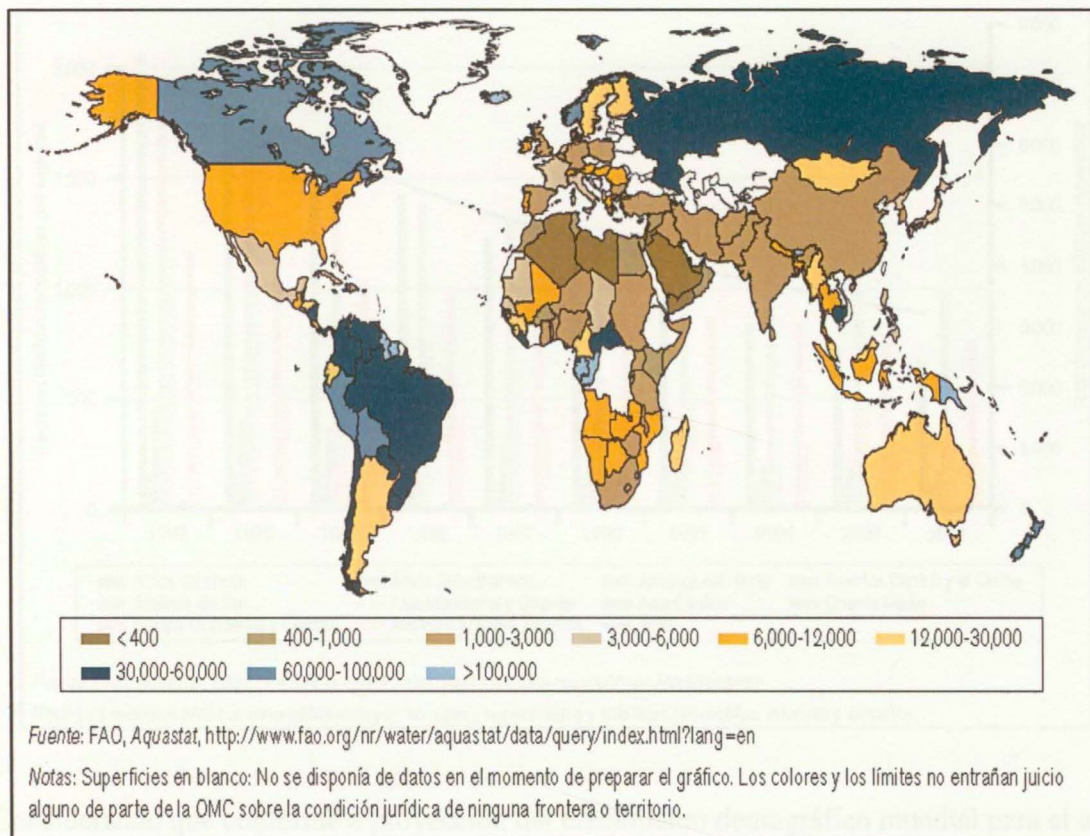 <400 400-1,000 1,000-3,000 3,000-6,000 6,000-12,000 12,000-30,000
30,000-60,000 60,000-100,000 >100,000
Fuente: FAO, Aquastat, http://www.fao.org/nr/water/aquastat/data/query/index.html?lang=en
Notas: Superficies en blanco: No se disponía de datos en el momento de preparar el gráfico. Los colores y los límites no entrañan juicio
alguno de parte de la OMC sobre la condición jurídica de ninguna frontera o territorio.